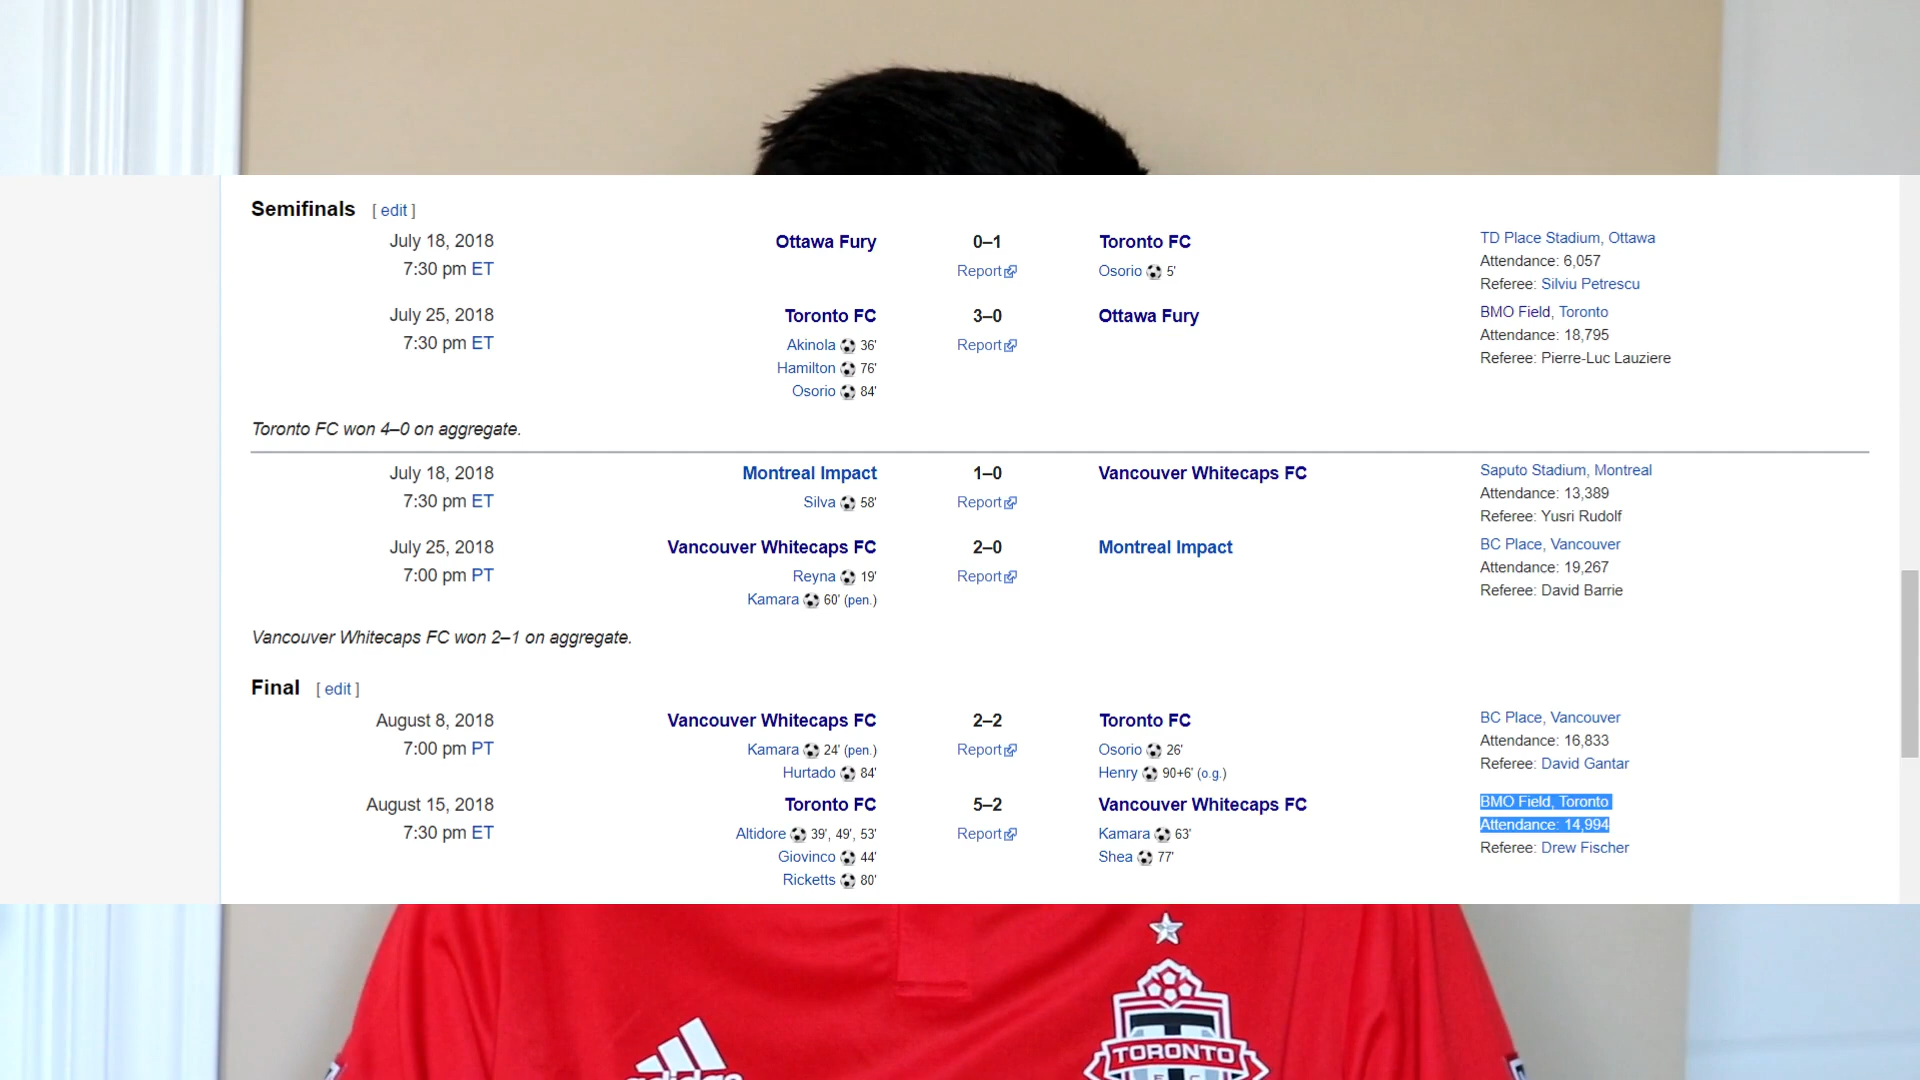 Semifinals [ edit ]
July 18, 2018 Ottawa Fury 0–1 Toronto FC TD Place Stadium, Ottawa
7:30 pm ET Report Osorio 5' Attendance: 6,057
Referee: Silviu Petrescu
July 25, 2018 Toronto FC 3–0 Ottawa Fury BMO Field, Toronto
7:30 pm ET Akinola 36' Report Attendance: 18,795
Hamilton 76' Referee: Pierre-Luc Lauziere
Osorio 84'
Toronto FC won 4–0 on aggregate.
July 18, 2018 Montreal Impact 1–0 Vancouver Whitecaps FC Saputo Stadium, Montreal
7:30 pm ET Silva 58' Report Attendance: 13,389
Referee: Yusri Rudolf
July 25, 2018 Vancouver Whitecaps FC 2–0 Montreal Impact BC Place, Vancouver
7:00 pm PT Reyna 19' Report Attendance: 19,267
Kamara 60' (pen.) Referee: David Barrie
Vancouver Whitecaps FC won 2–1 on aggregate.
Final [ edit ]
August 8, 2018 Vancouver Whitecaps FC 2–2 Toronto FC BC Place, Vancouver
7:00 pm PT Kamara 24' (pen.) Report Osorio 26' Attendance: 16,833
Hurtado 84' Henry 90+6' (o.g.) Referee: David Gantar
August 15, 2018 Toronto FC 5–2 Vancouver Whitecaps FC BMO Field, Toronto
7:30 pm ET Altidore 39', 49', 53' Report Kamara 63' Attendance: 14,994
Giovinco 44' Shea 77' Referee: Drew Fischer
Ricketts 80'
adidas
TORONTO
F C